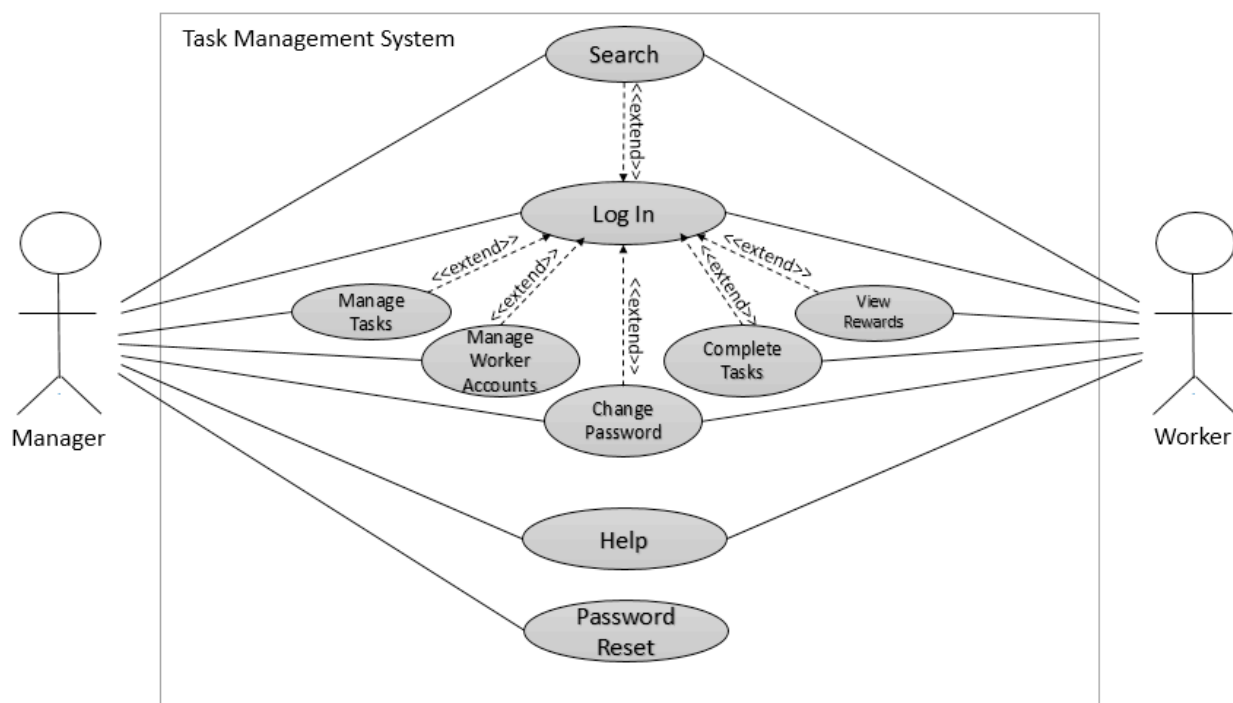 Task Management System
Search
<<extend>>
Log In
<<extend>>
<<extend>>
<<extend>>
<<extend>>
<<extend>>
Manage
Tasks
View
Rewards
Manage
Worker
Accounts
Complete
Tasks
Change
Password
Manager
Worker
Help
Password
Reset